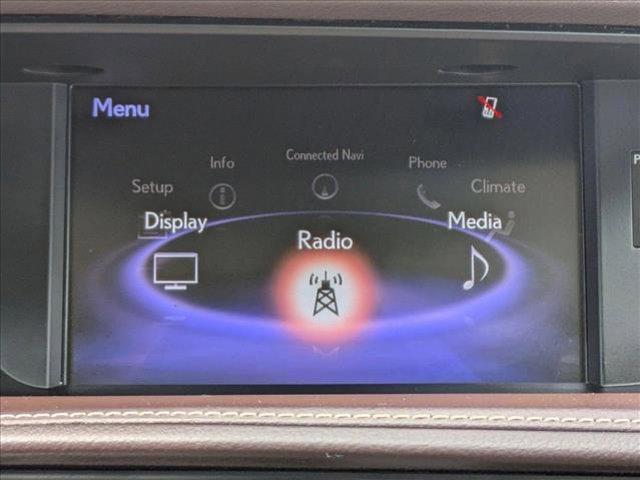 Menu
Info
Connected Navi
Phone
Setup
Climate
Display
Media
Radio
P